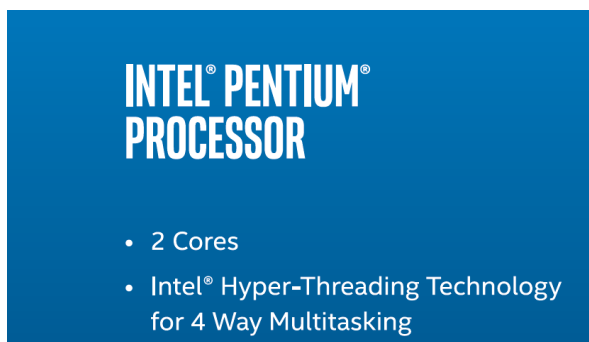 INTEL® PENTIUM®
PROCESSOR
• 2 Cores
• Intel® Hyper-Threading Technology
for 4 Way Multitasking